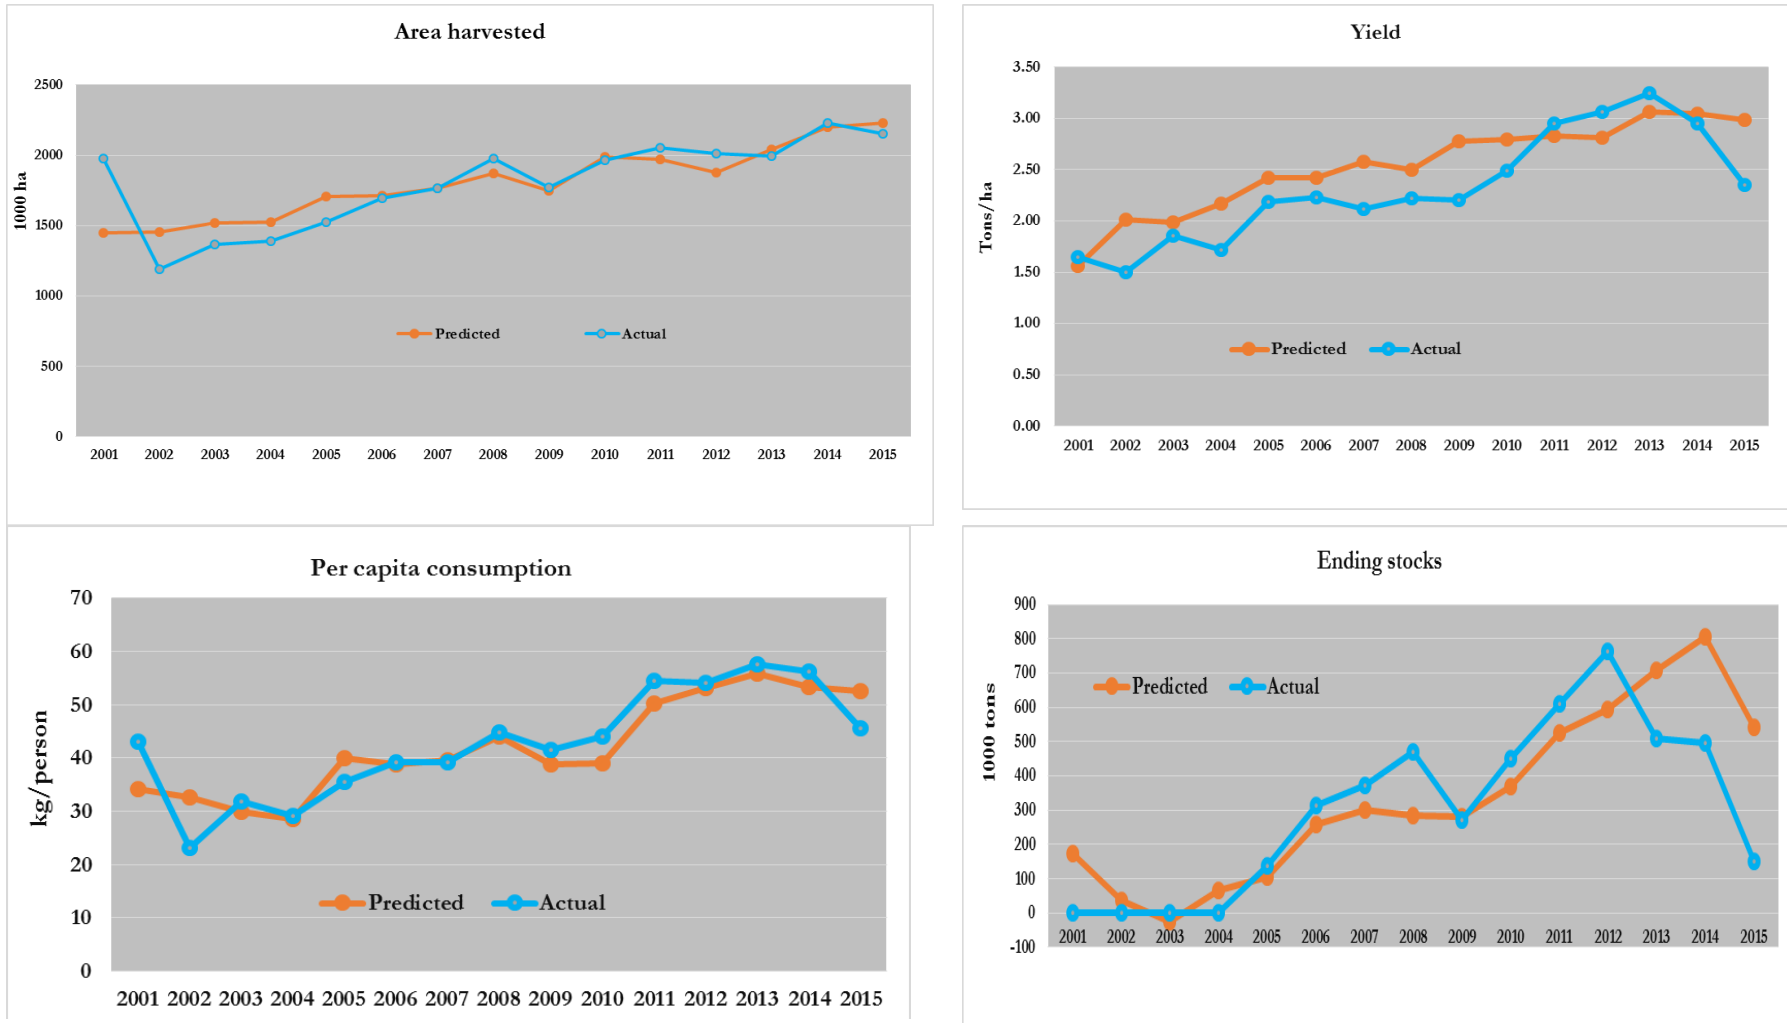 Area harvested
1000 ha
2500
2000
1500
1000
500
0
Predicted Actual
2001 2002 2003 2004 2005 2006 2007 2008 2009 2010 2011 2012 2013 2014 2015
Yield
Tons/ha
3.50
3.00
2.50
2.00
1.50
1.00
0.50
0.00
Predicted Actual
2001 2002 2003 2004 2005 2006 2007 2008 2009 2010 2011 2012 2013 2014 2015
Per capita consumption
kg/person
70
60
50
40
30
20
10
0
Predicted Actual
2001 2002 2003 2004 2005 2006 2007 2008 2009 2010 2011 2012 2013 2014 2015
Ending stocks
1000 tons
900
800
700
600
500
400
300
200
100
0
-100
Predicted Actual
2001 2002 2003 2004 2005 2006 2007 2008 2009 2010 2011 2012 2013 2014 2015